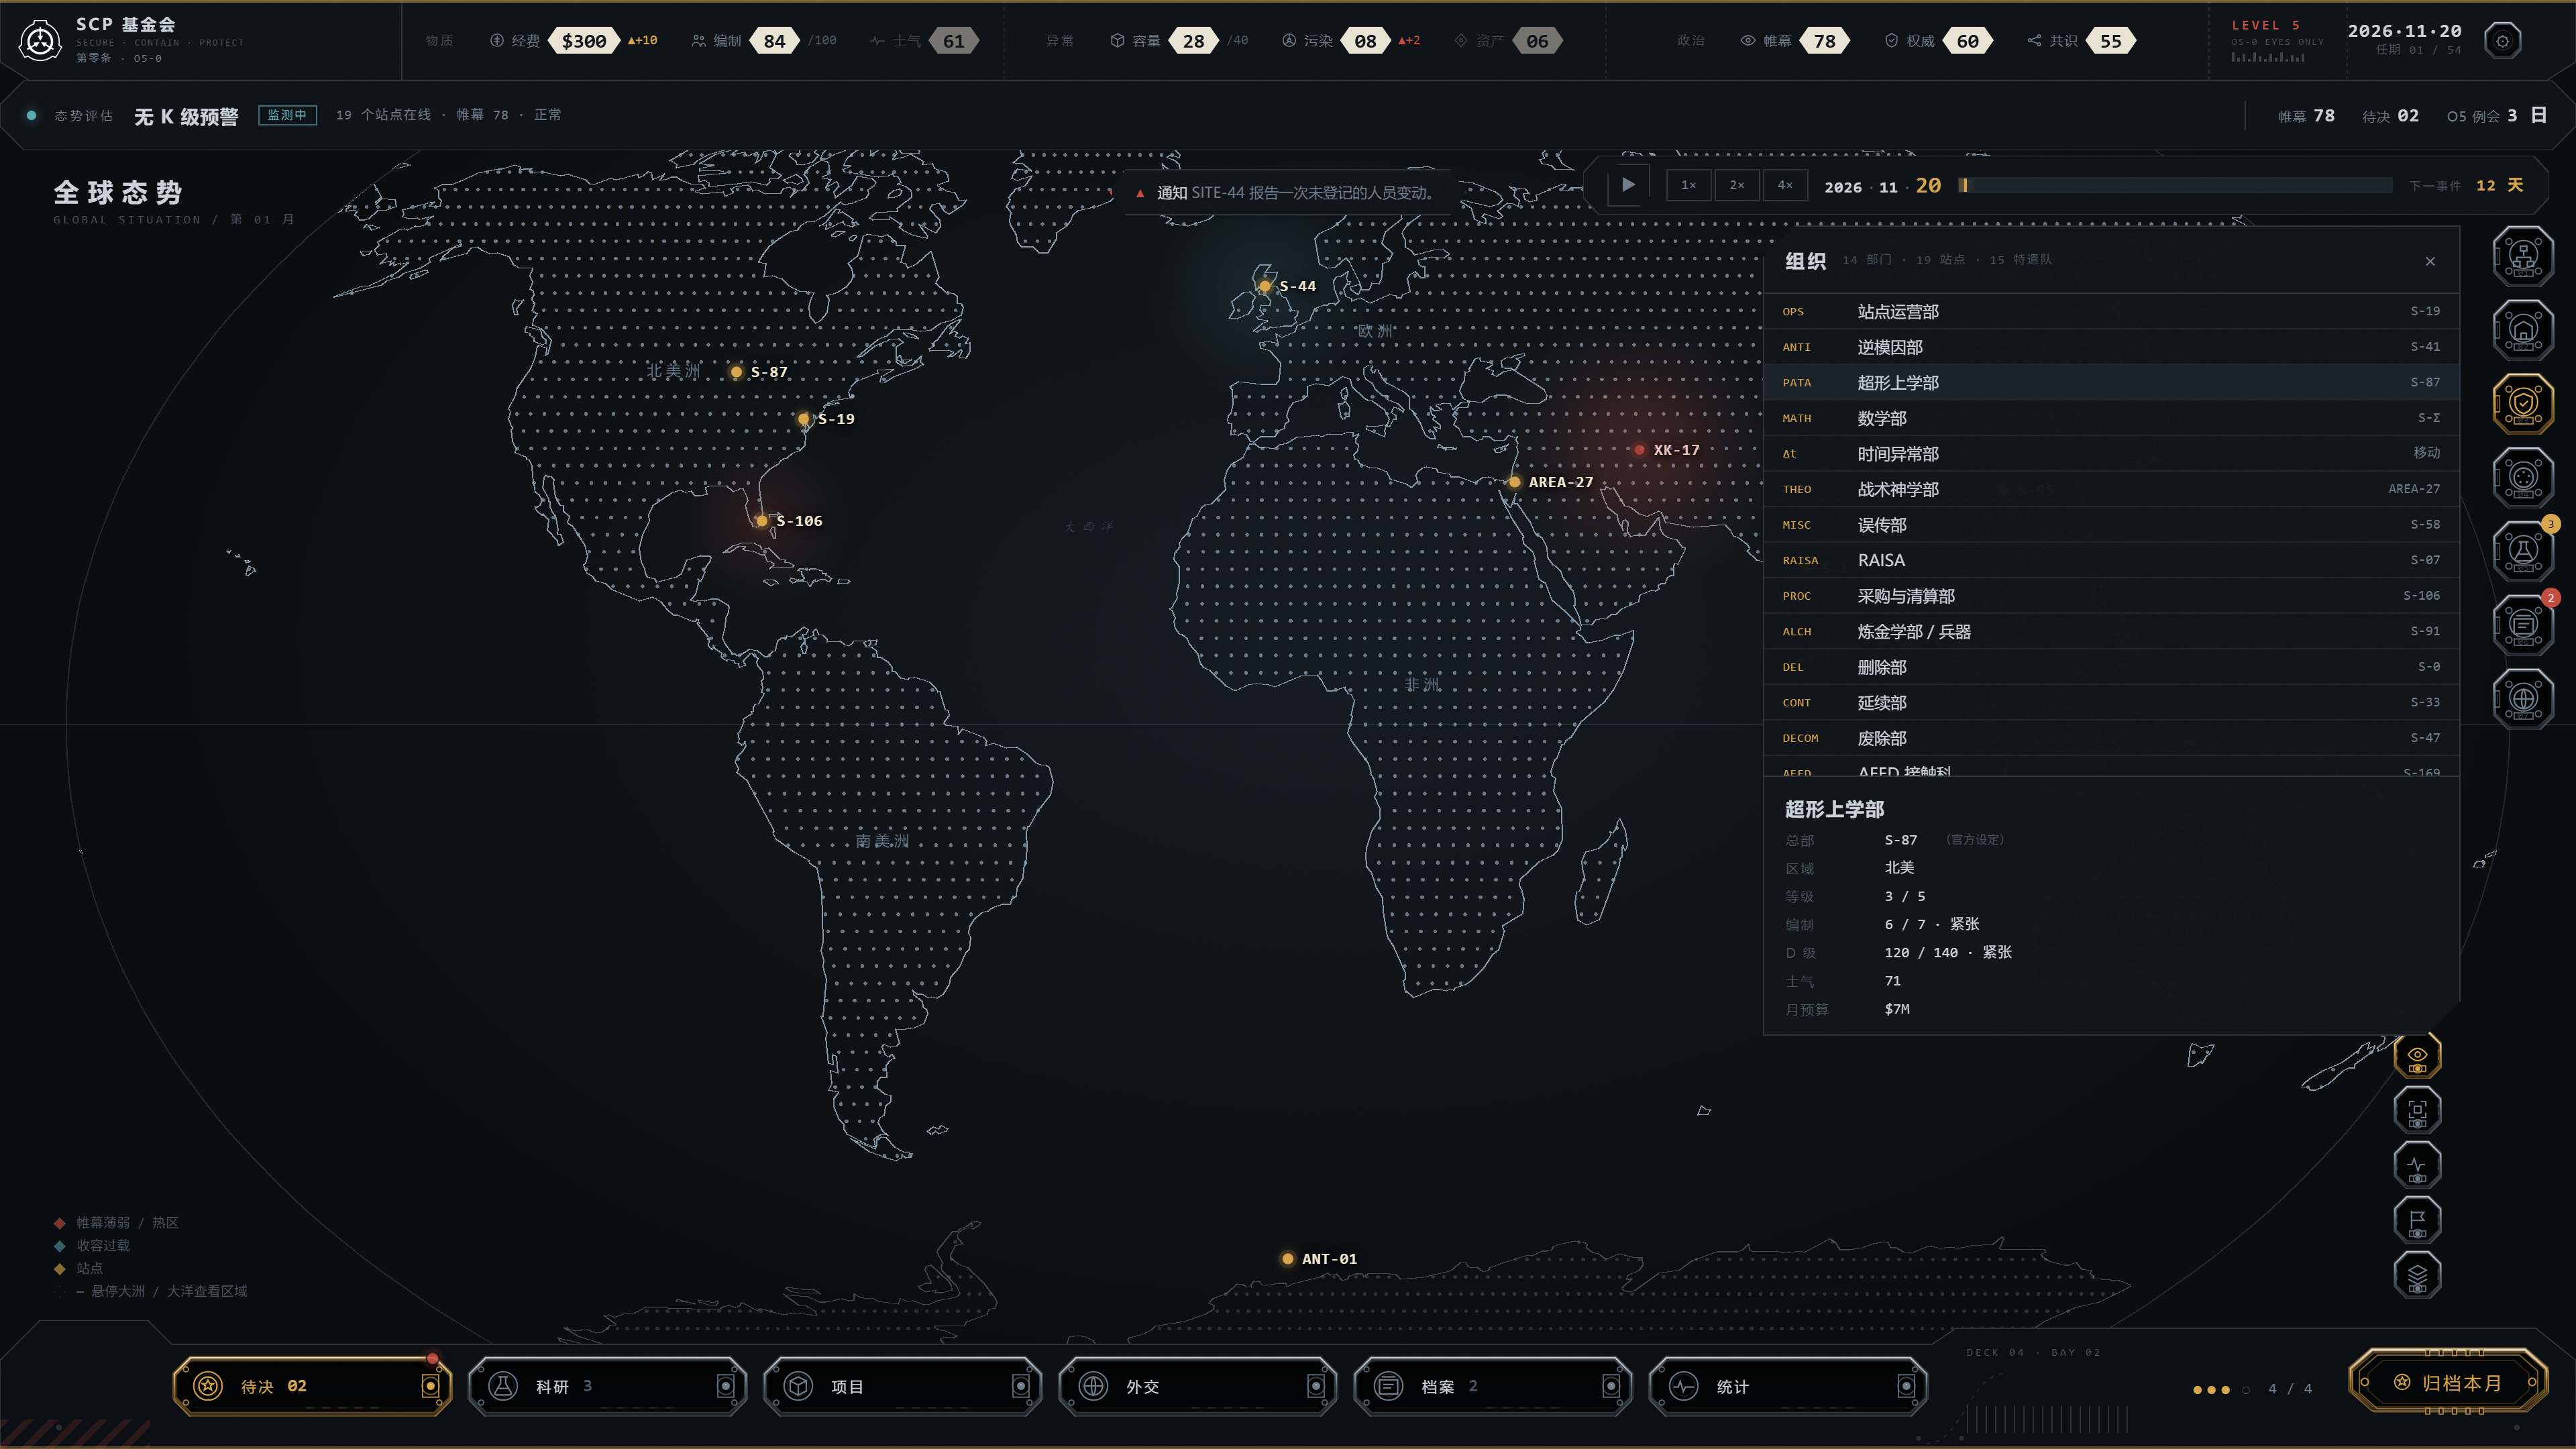 SCP 基金会
SECURE · CONTAIN · PROTECT
第零条 · O5-0
物质
经费 $300 ▲+10
编制 84 /100
士气 61
异常
容量 28 /40
污染 08 ▲+2
资产 06
政治
帷幕 78
权威 60
共识 55
LEVEL 5
O5-0 EYES ONLY
2026·11·20
任期 01 / 54
态势评估 无 K 级预警 监测中 19 个站点在线 · 帷幕 78 · 正常
帷幕 78 待决 02 O5 例会 3 日
全球态势
GLOBAL SITUATION / 第 01 月
▲ 通知 SITE-44 报告一次未登记的人员变动。
1× 2× 4× 2026 · 11 · 20 下一事件 12 天
组织 14 部门 · 19 站点 · 15 特遣队 ×
OPS 站点运营部 S-19
ANTI 逆模因部 S-41
PATA 超形上学部 S-87
MATH 数学部 S-Σ
Δt 时间异常部 移动
THEO 战术神学部 AREA-27
MISC 误传部 S-58
RAISA RAISA S-07
PROC 采购与清算部 S-106
ALCH 炼金学部 / 兵器 S-91
DEL 删除部 S-0
CONT 延续部 S-33
DECOM 废除部 S-47
AFFD AFFD 接触科 S-169
超形上学部
总部 S-87 （官方设定）
区域 北美
等级 3 / 5
编制 6 / 7 · 紧张
D 级 120 / 140 · 紧张
士气 71
月预算 $7M
3
2
S-44
欧洲
北美洲
S-87
S-19
XK-17
AREA-27
S-106
大西洋
非洲
南美洲
ANT-01
帷幕薄弱 / 热区
收容过载
站点
— 悬停大洲 / 大洋查看区域
待决 02
科研 3
项目
外交
档案 2
统计
DECK 04 · BAY 02
4 / 4
归档本月